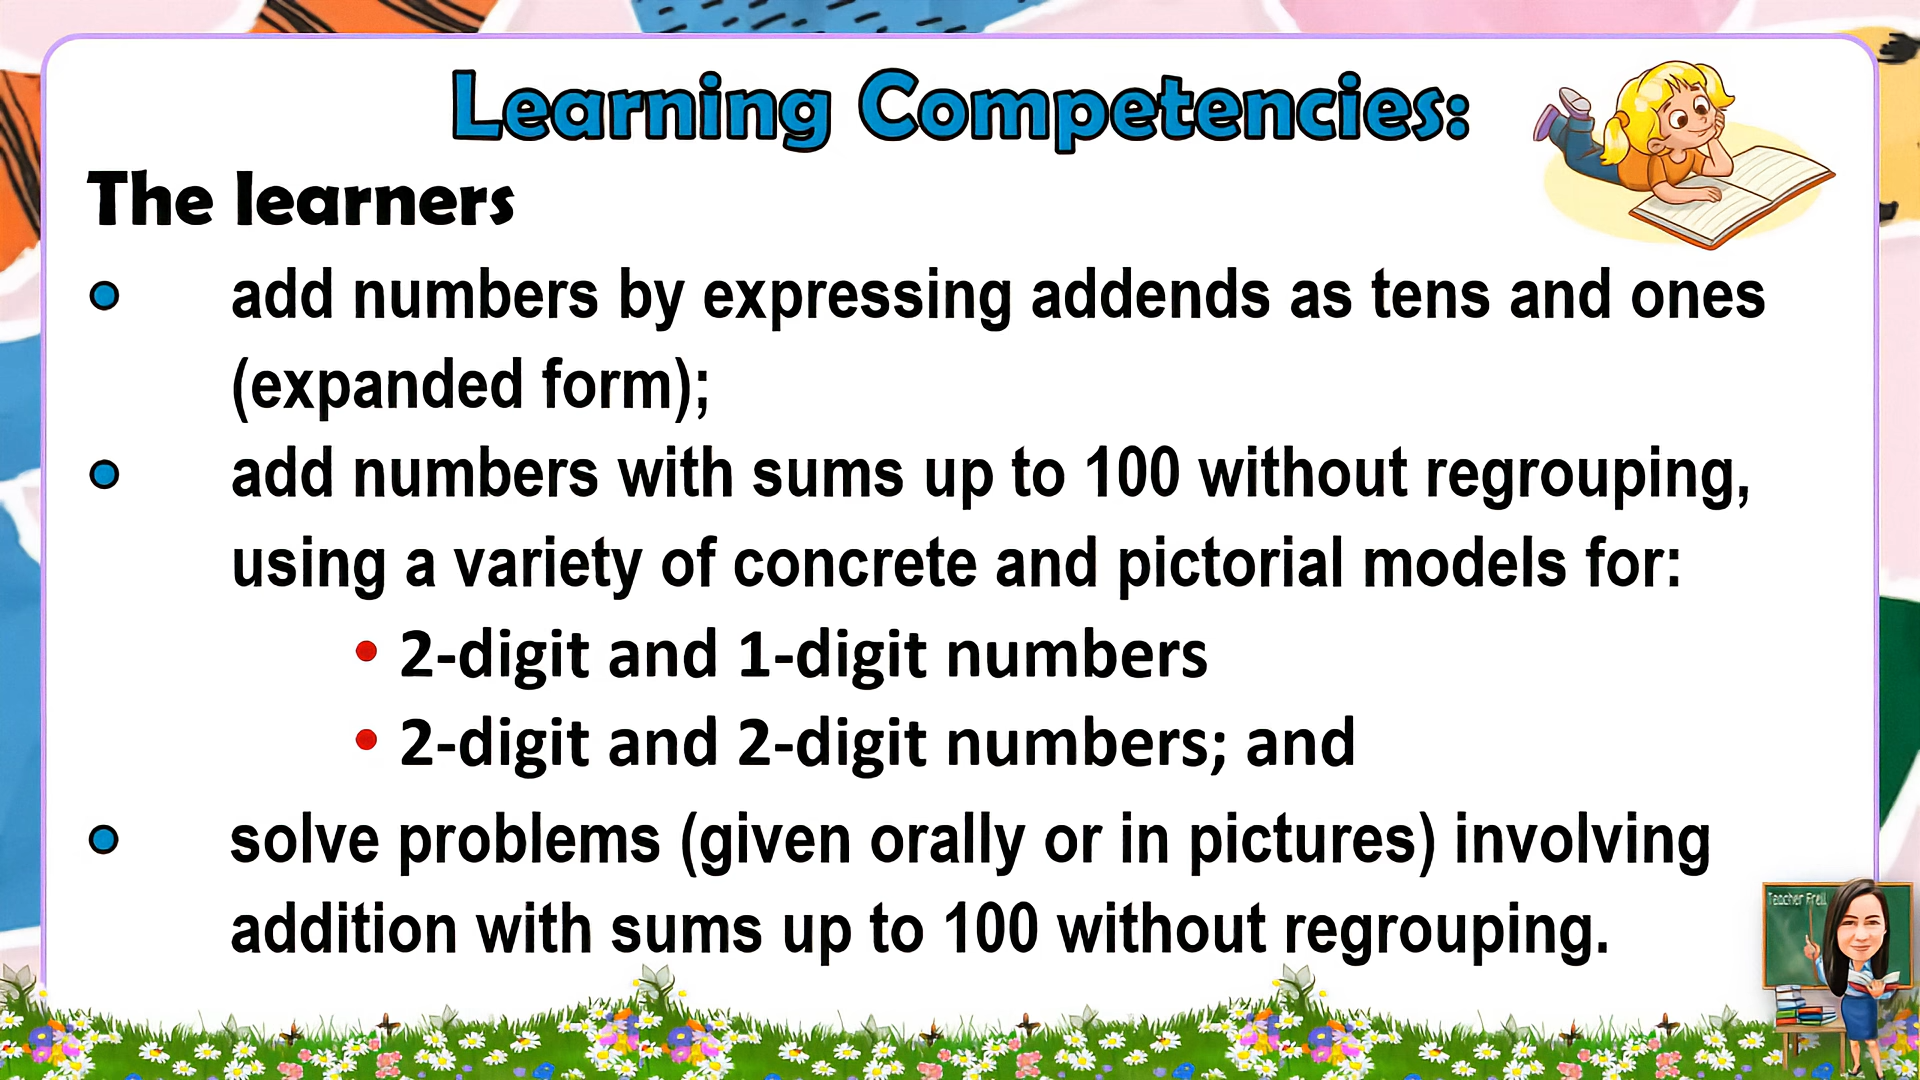 Learning Competencies:
The learners
add numbers by expressing addends as tens and ones
(expanded form);
add numbers with sums up to 100 without regrouping,
using a variety of concrete and pictorial models for:
• 2-digit and 1-digit numbers
• 2-digit and 2-digit numbers; and
solve problems (given orally or in pictures) involving
addition with sums up to 100 without regrouping.
Teacher Frell